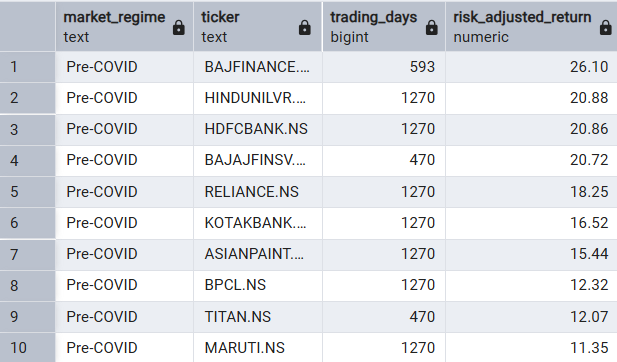 market_regime ticker trading_days risk_adjusted_return
text text bigint numeric
1 Pre-COVID BAJFINANCE.... 593 26.10
2 Pre-COVID HINDUNILVR.... 1270 20.88
3 Pre-COVID HDFCBANK.NS 1270 20.86
4 Pre-COVID BAJAJFINSV.... 470 20.72
5 Pre-COVID RELIANCE.NS 1270 18.25
6 Pre-COVID KOTAKBANK.... 1270 16.52
7 Pre-COVID ASIANPAINT.... 1270 15.44
8 Pre-COVID BPCL.NS 1270 12.32
9 Pre-COVID TITAN.NS 470 12.07
10 Pre-COVID MARUTI.NS 1270 11.35